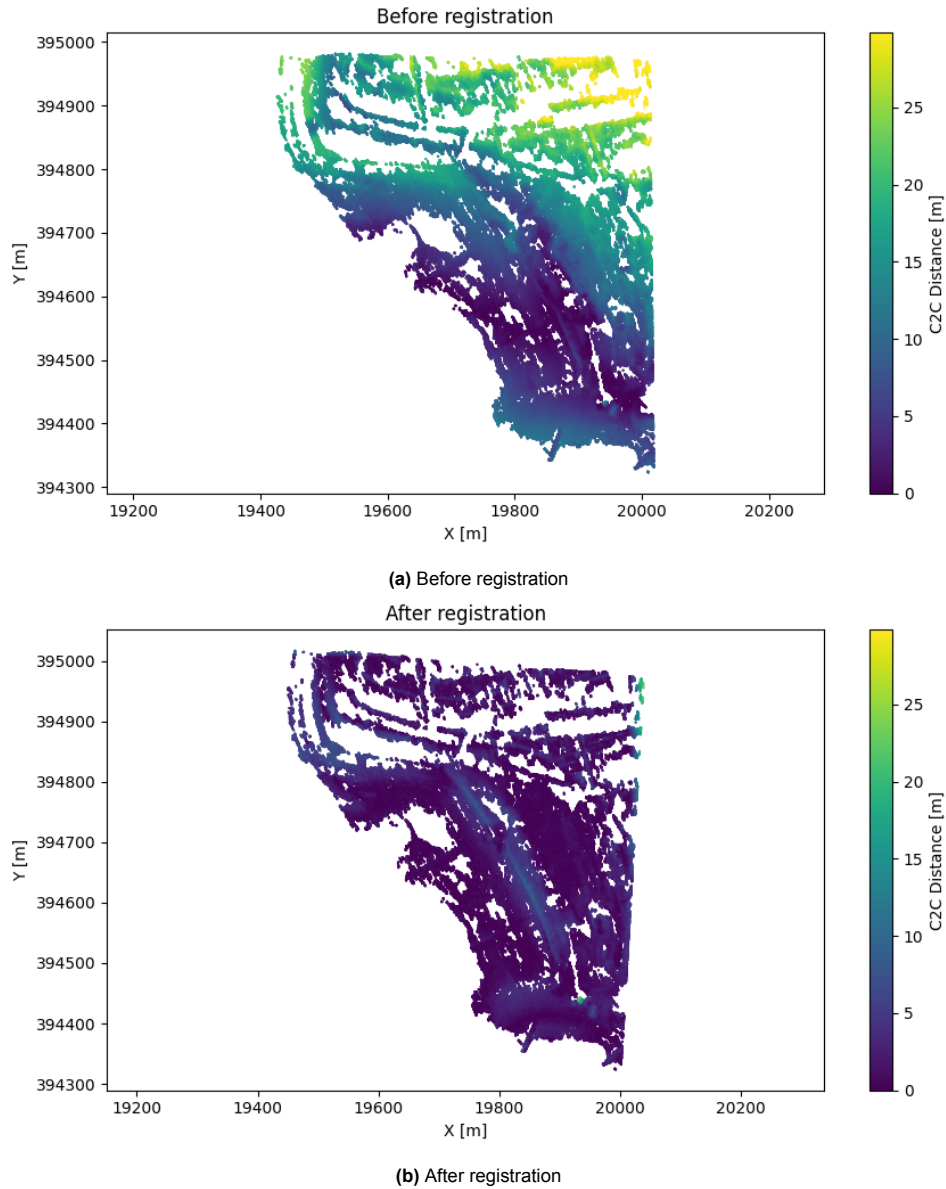 Before registration
395000
394900
394800
394700
394600
394500
394400
394300
Y [m]
19200 19400 19600 19800 20000 20200
X [m]
25
20
15
10
5
0
C2C Distance [m]
(a) Before registration
After registration
395000
394900
394800
394700
394600
394500
394400
394300
Y [m]
19200 19400 19600 19800 20000 20200
X [m]
25
20
15
10
5
0
C2C Distance [m]
(b) After registration